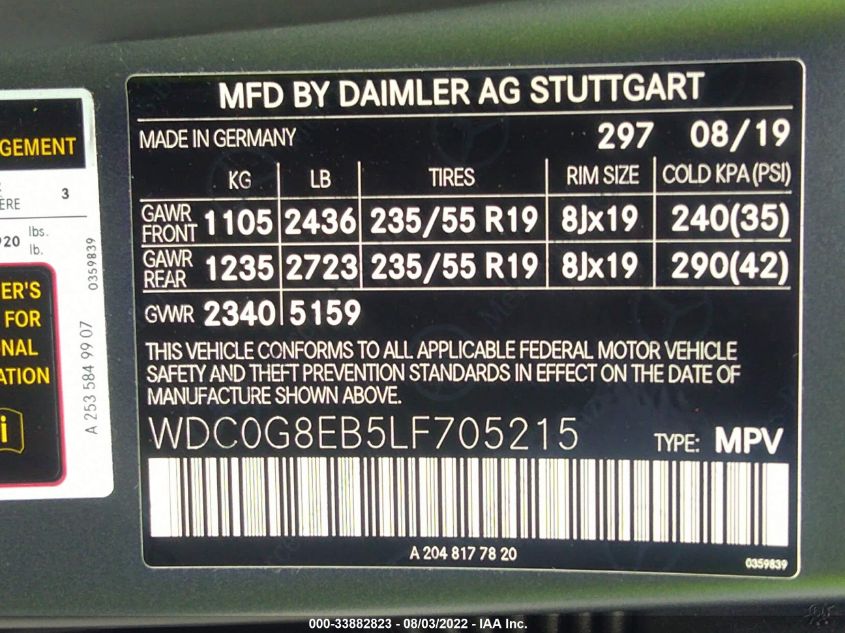 GEMENT
ERE 3
920 lbs.
lb.
0359839
ER'S
FOR
NAL
ATION
i
A 253 584 99 07
MFD BY DAIMLER AG STUTTGART
MADE IN GERMANY 297 08/19
KG LB TIRES RIM SIZE COLD KPA(PSI)
GAWR FRONT 1105 2436 235/55 R19 8Jx19 240(35)
GAWR REAR 1235 2723 235/55 R19 8Jx19 290(42)
GVWR 2340 5159
THIS VEHICLE CONFORMS TO ALL APPLICABLE FEDERAL MOTOR VEHICLE
SAFETY AND THEFT PREVENTION STANDARDS IN EFFECT ON THE DATE OF
MANUFACTURE SHOWN ABOVE.
WDC0G8EB5LF705215 TYPE: MPV
A 204 817 78 20
0359839
000-33882823 - 08/03/2022 - IAA Inc.